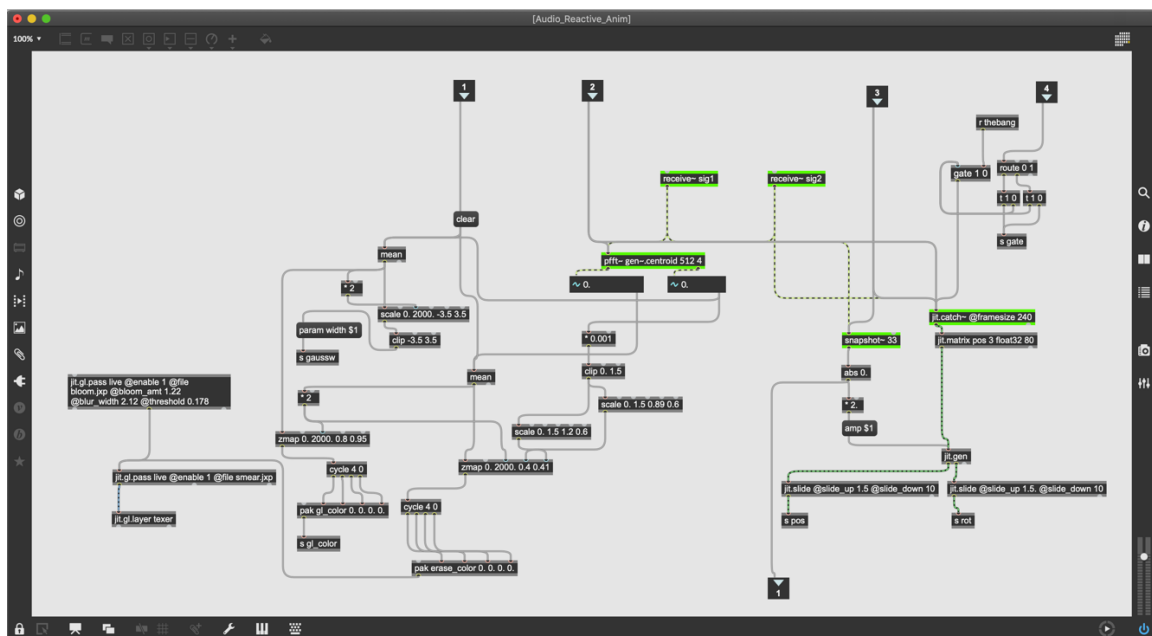 [Audio_Reactive_Anim]
100% ▾
1
2
3
4
r thebang
gate 1 0
route 0 1
receive~ sig1
receive~ sig2
t 1 0
t 1 0
clear
s gate
mean
pfft~ gen~.centroid 512 4
* 2
∿ 0.
∿ 0.
scale 0. 2000. -3.5 3.5
jit.catch~ @framesize 240
param width $1
clip -3.5 3.5
* 0.001
snapshot~ 33
jit.matrix pos 3 float32 80
s gaussw
clip 0. 1.5
abs 0.
mean
jit.gl.pass live @enable 1 @file
bloom.jxp @bloom_amt 1.22
@blur_width 2.12 @threshold 0.178
* 2
scale 0. 1.5 0.89 0.6
* 2.
scale 0. 1.5 1.2 0.6
amp $1
zmap 0. 2000. 0.8 0.95
jit.gen
cycle 4 0
zmap 0. 2000. 0.4 0.41
jit.gl.pass live @enable 1 @file smear.jxp
jit.slide @slide_up 1.5 @slide_down 10
jit.slide @slide_up 1.5. @slide_down 10
pak gl_color 0. 0. 0. 0.
cycle 4 0
jit.gl.layer texer
s pos
s rot
s gl_color
pak erase_color 0. 0. 0. 0.
1